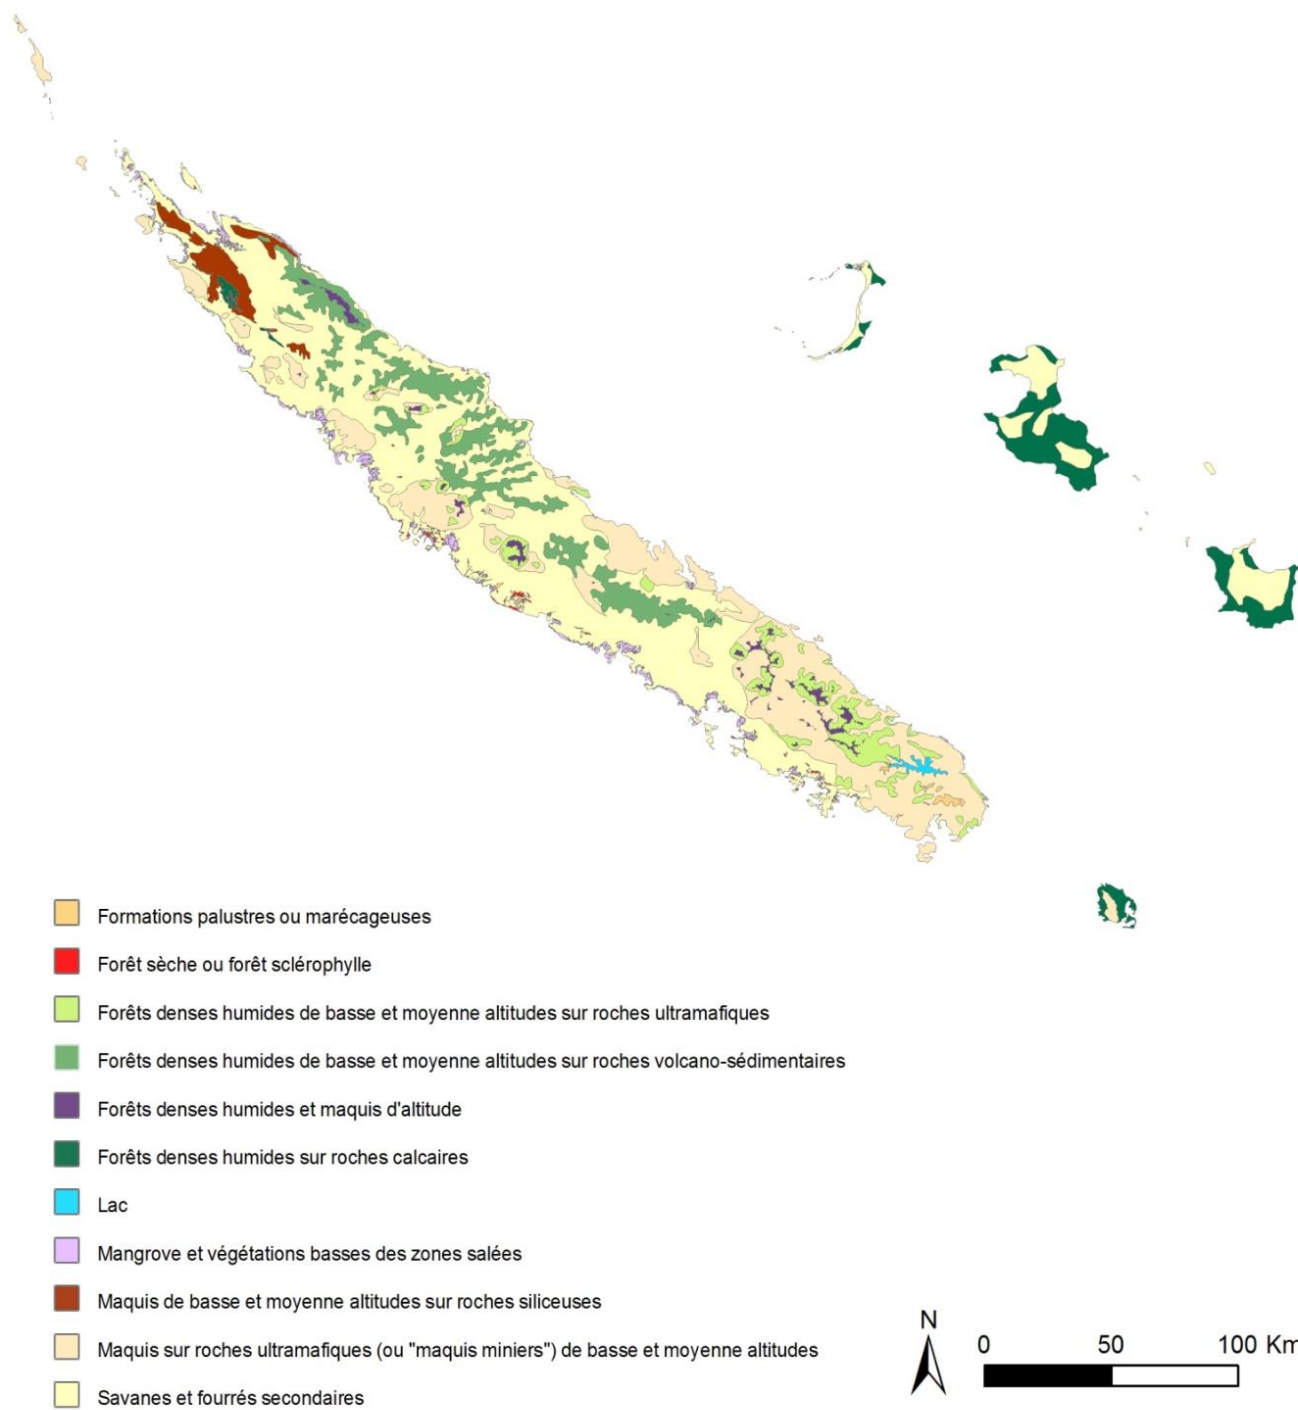 Formations palustres ou marécageuses
Forêt sèche ou forêt sclérophylle
Forêts denses humides de basse et moyenne altitudes sur roches ultramafiques
Forêts denses humides de basse et moyenne altitudes sur roches volcano-sédimentaires
Forêts denses humides et maquis d'altitude
Forêts denses humides sur roches calcaires
Lac
Mangrove et végétations basses des zones salées
Maquis de basse et moyenne altitudes sur roches siliceuses
Maquis sur roches ultramafiques (ou "maquis miniers") de basse et moyenne altitudes
Savanes et fourrés secondaires
N
0 50 100 Km